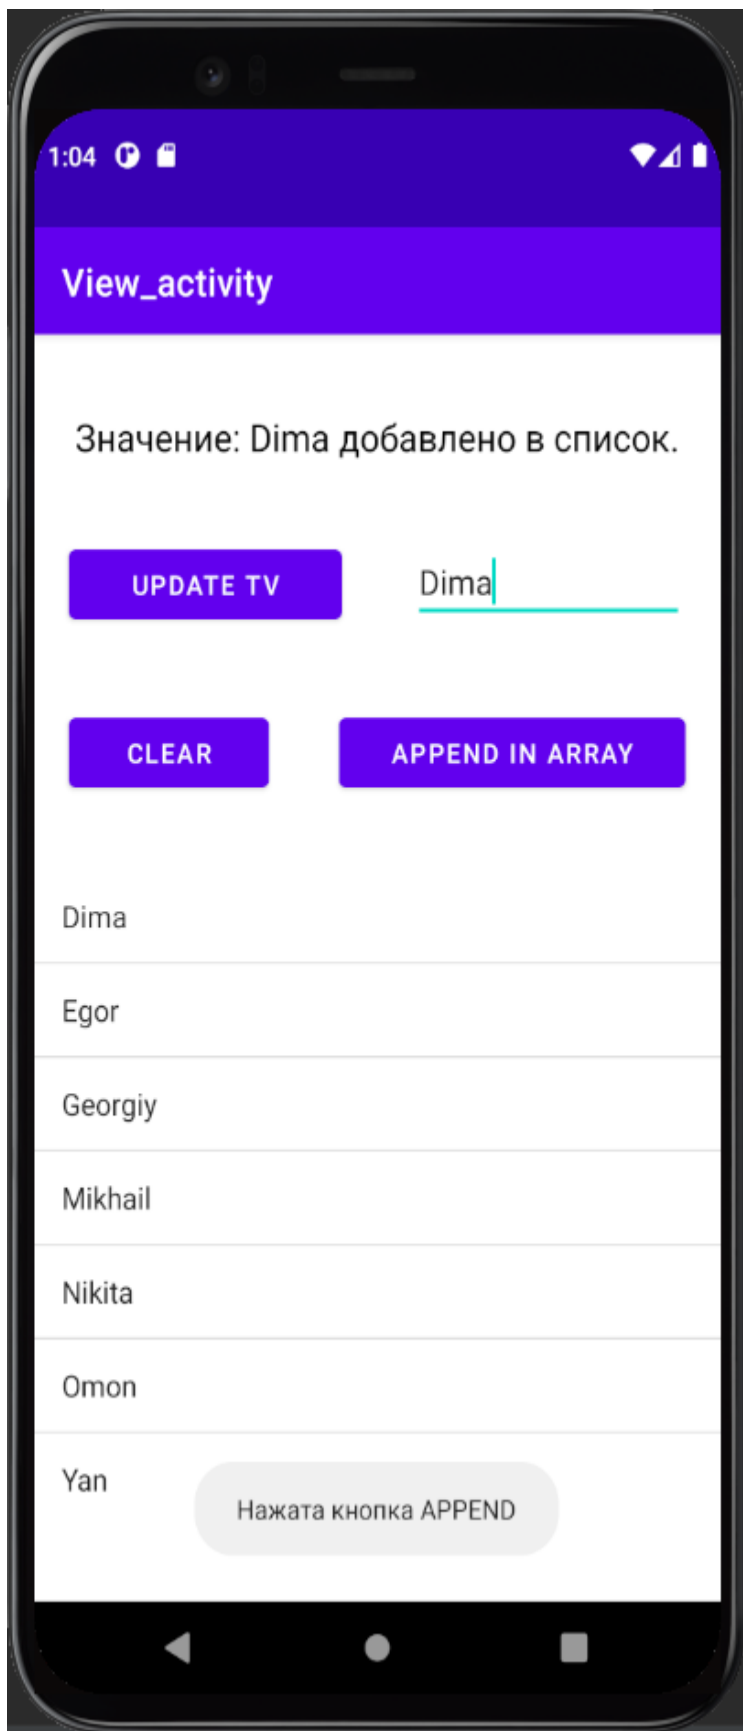 1:04
View_activity
Значение: Dima добавлено в список.
UPDATE TV
Dima
CLEAR
APPEND IN ARRAY
Dima
Egor
Georgiy
Mikhail
Nikita
Omon
Yan
Нажата кнопка APPEND